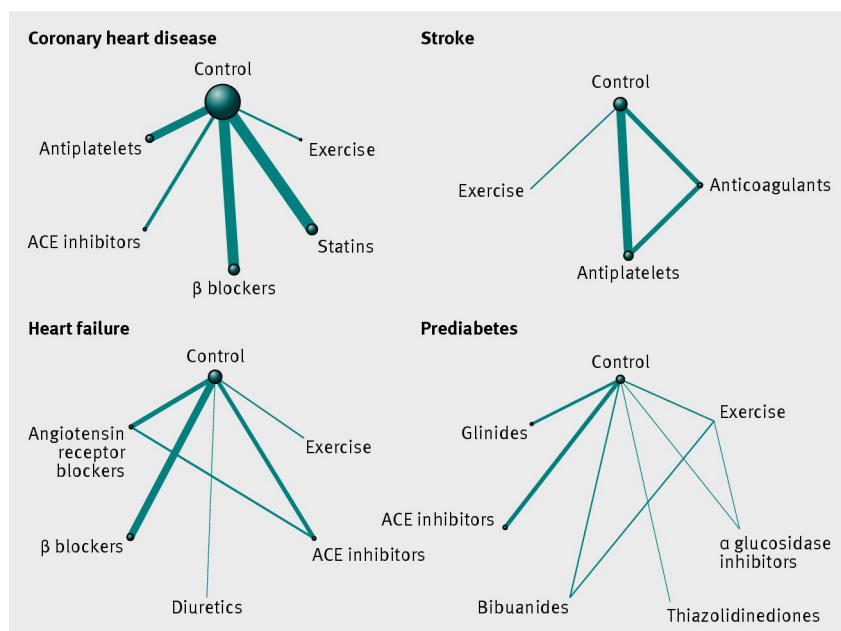 Coronary heart disease
Control
Antiplatelets
Exercise
ACE inhibitors
Statins
β blockers
Stroke
Control
Exercise
Anticoagulants
Antiplatelets
Heart failure
Control
Angiotensin
receptor
blockers
Exercise
β blockers
ACE inhibitors
Diuretics
Prediabetes
Control
Exercise
Glinides
ACE inhibitors
α glucosidase
inhibitors
Bibuanides
Thiazolidinediones